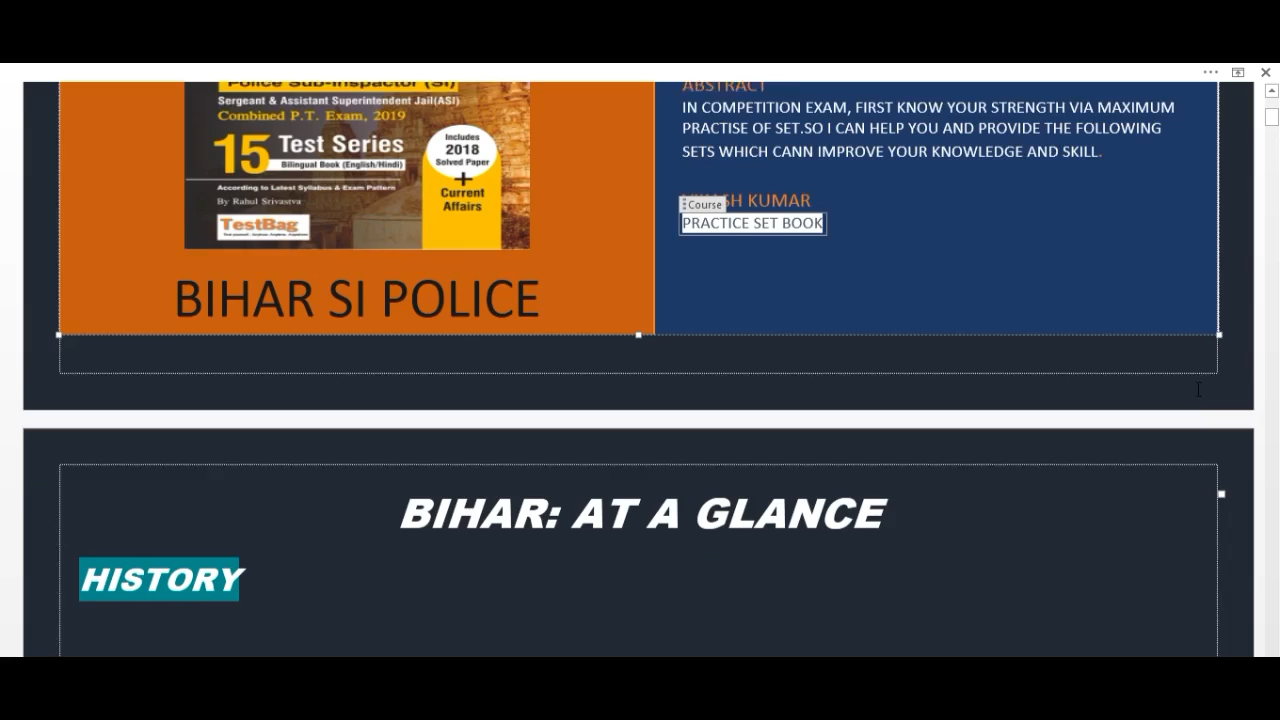 Police Sub-Inspector (SI)
Sergeant & Assistant Superintendent Jail(ASI)
Combined P.T. Exam, 2019
15 Test Series
Bilingual Book (English/Hindi)
Includes
2018
Solved Paper
+
Current
Affairs
According to Latest Syllabus & Exam Pattern
By Rahul Srivastva
TestBag
BIHAR SI POLICE
ABSTRACT
IN COMPETITION EXAM, FIRST KNOW YOUR STRENGTH VIA MAXIMUM
PRACTISE OF SET.SO I CAN HELP YOU AND PROVIDE THE FOLLOWING
SETS WHICH CANN IMPROVE YOUR KNOWLEDGE AND SKILL.
KUMAR
Course
PRACTICE SET BOOK
BIHAR: AT A GLANCE
HISTORY